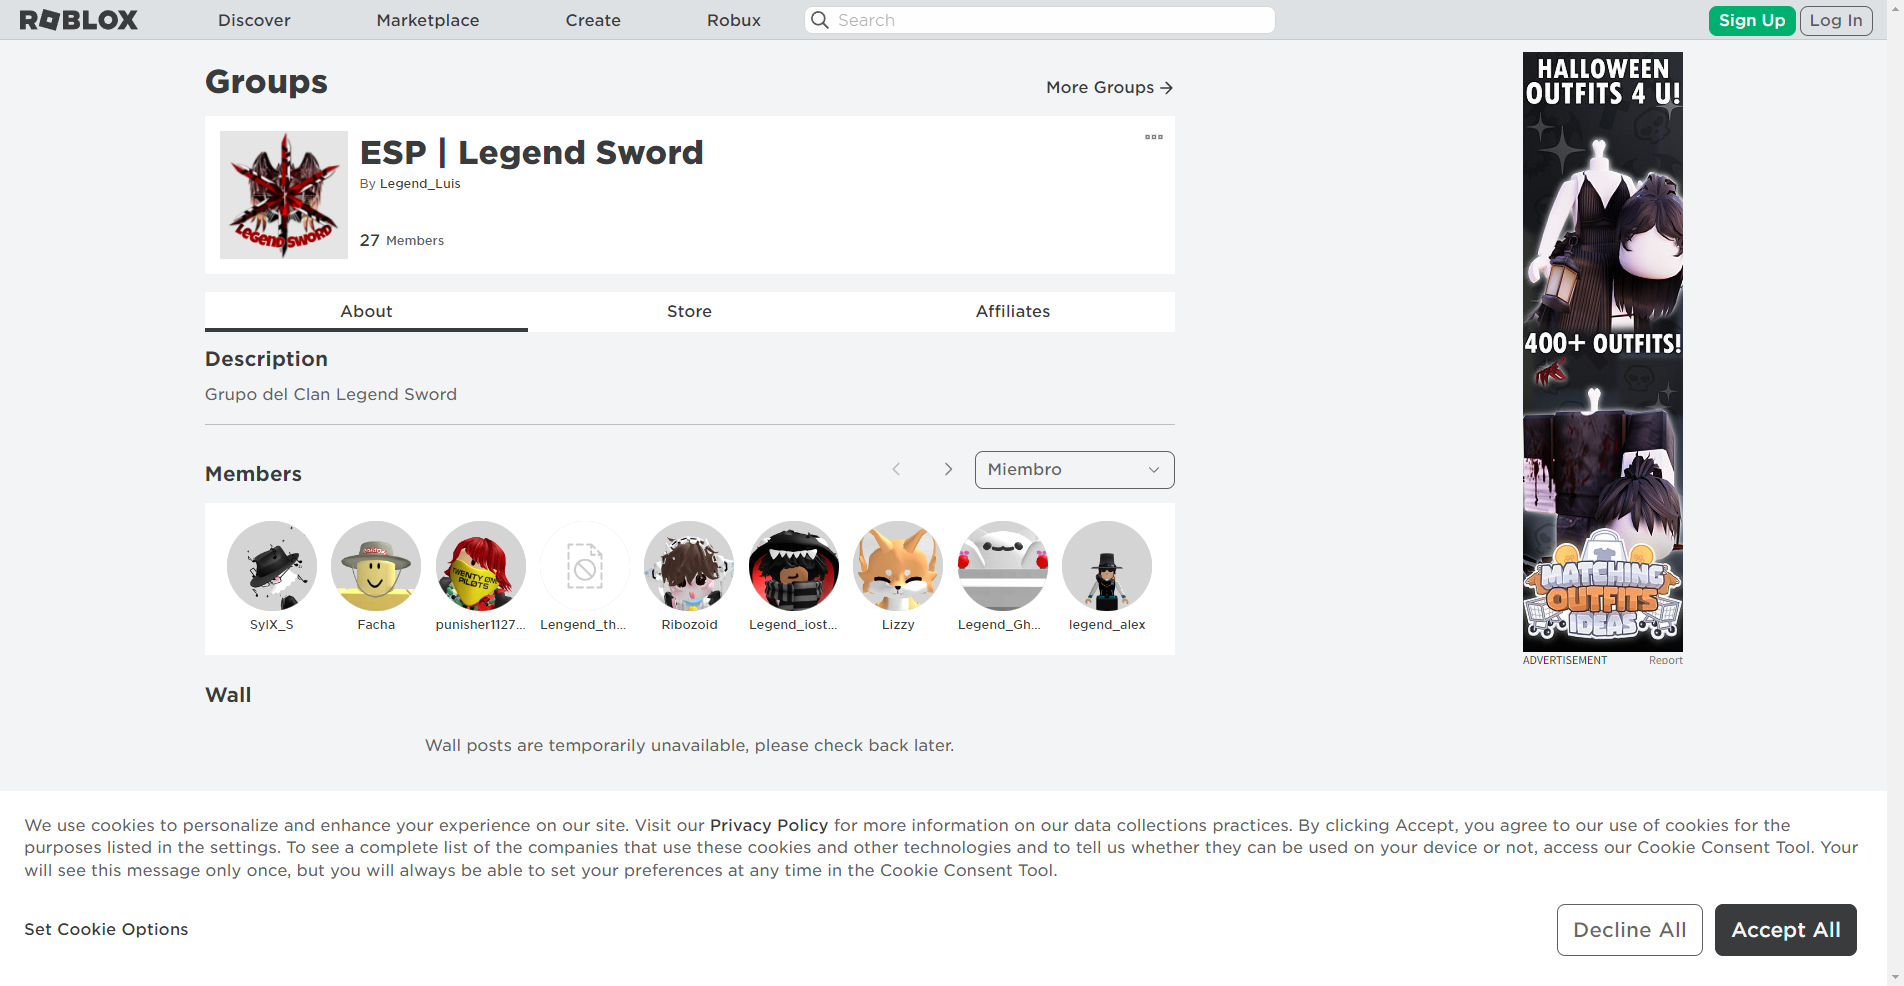 ROBLOX Discover Marketplace Create Robux Search Sign Up Log In
Groups
More Groups
ESP | Legend Sword
By Legend_Luis
27 Members
LEGEND SWORD
About Store Affiliates
Description
Grupo del Clan Legend Sword
Members
Miembro
TWENTY ONE
PILOTS
SylX_S Facha punisher1127... Lengend_th... Ribozoid Legend_iost... Lizzy Legend_Gh... legend_alex
Wall
Wall posts are temporarily unavailable, please check back later.
HALLOWEEN
OUTFITS 4 U!
400+ OUTFITS!
MATCHING
OUTFITS
IDEAS
ADVERTISEMENT Report
We use cookies to personalize and enhance your experience on our site. Visit our Privacy Policy for more information on our data collections practices. By clicking Accept, you agree to our use of cookies for the
purposes listed in the settings. To see a complete list of the companies that use these cookies and other technologies and to tell us whether they can be used on your device or not, access our Cookie Consent Tool. Your
will see this message only once, but you will always be able to set your preferences at any time in the Cookie Consent Tool.
Set Cookie Options
Decline All Accept All